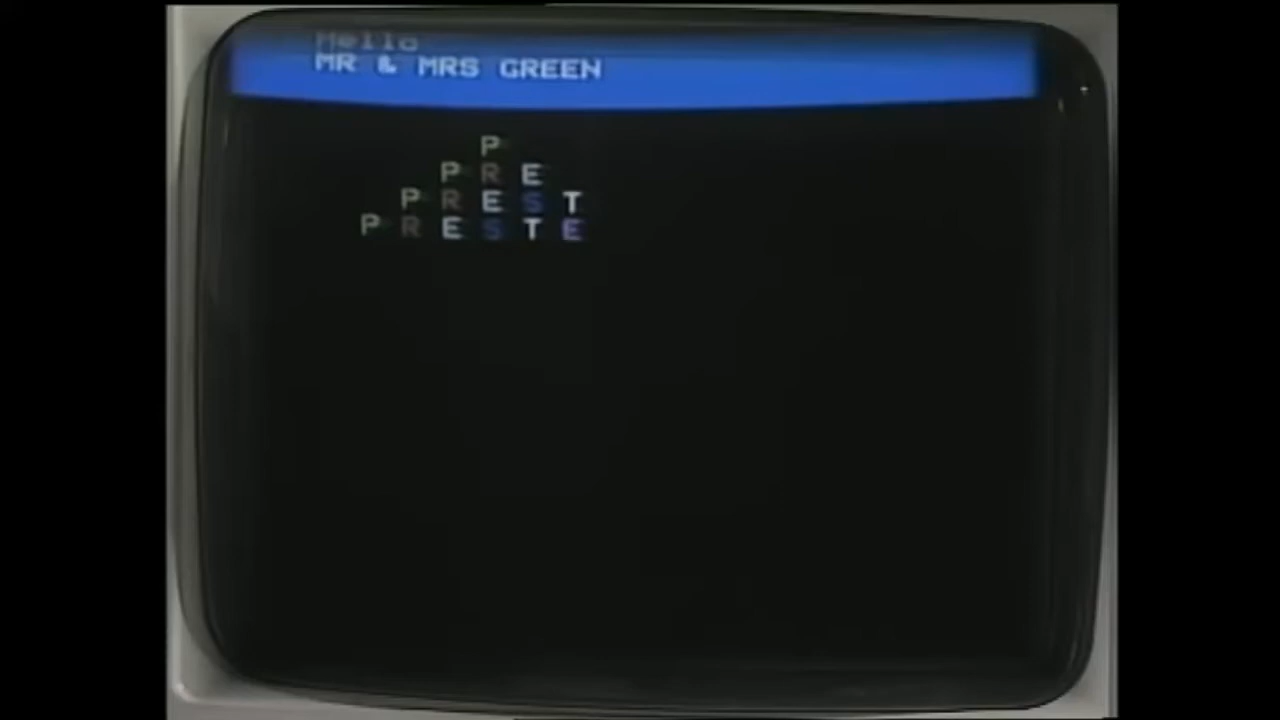 Hello
MR & MRS GREEN
P
P R E
P R E S T
P R E S T E